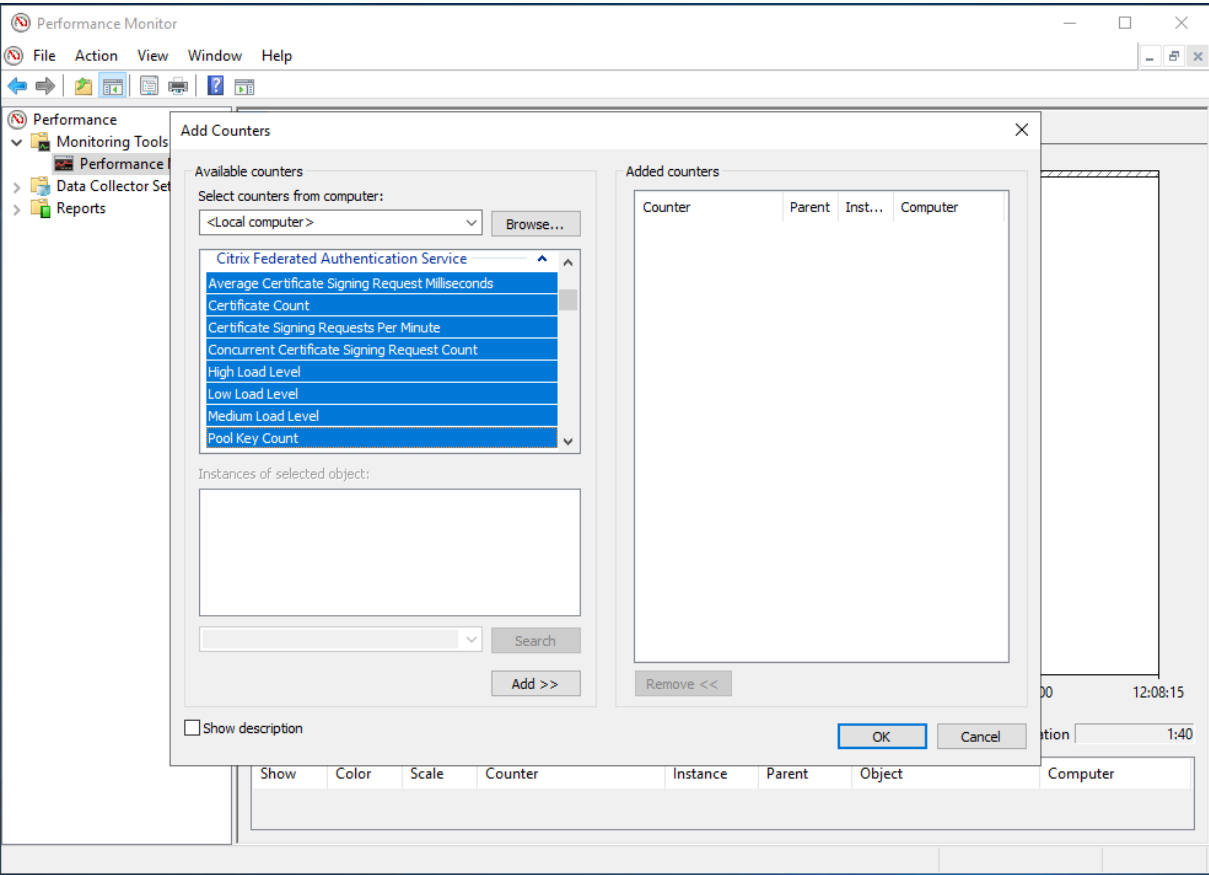 Performance Monitor
File Action View Window Help
Performance
Monitoring Tools
Performance
Data Collector Set
Reports
Add Counters
Available counters
Select counters from computer:
<Local computer>
Browse...
Citrix Federated Authentication Service
Average Certificate Signing Request Milliseconds
Certificate Count
Certificate Signing Requests Per Minute
Concurrent Certificate Signing Request Count
High Load Level
Low Load Level
Medium Load Level
Pool Key Count
Instances of selected object:
Search
Add >>
Show description
Added counters
Counter Parent Inst... Computer
Remove <<
OK Cancel
00 12:08:15
ation 1:40
Show Color Scale Counter Instance Parent Object Computer